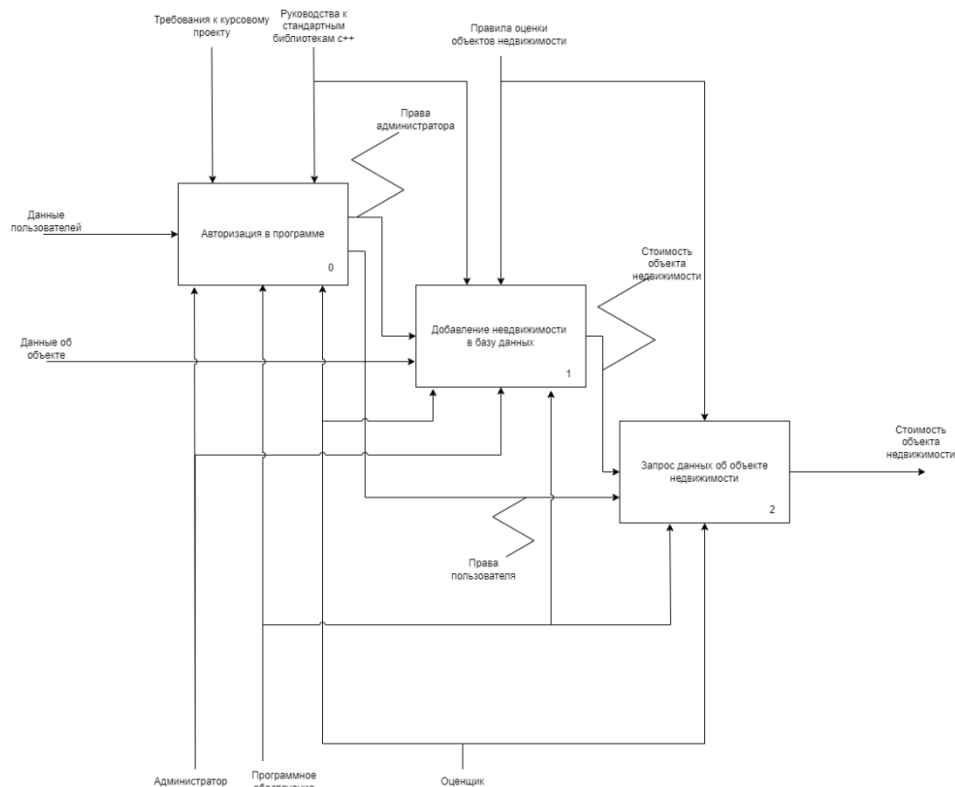 Требования к курсовому
проекту
Руководства к
стандартным
библиотекам с++
Правила оценки
объектов недвижимости
Права
администратора
Данные
пользователей
Авторизация в программе
0
Стоимость
объекта
недвижимости
Данные об
объекте
Добавление невдвижимости
в базу данных
1
Стоимость
объекта
недвижимости
Запрос данных об объекте
недвижимости
2
Права
пользователя
Администратор
Программное
Оценщик